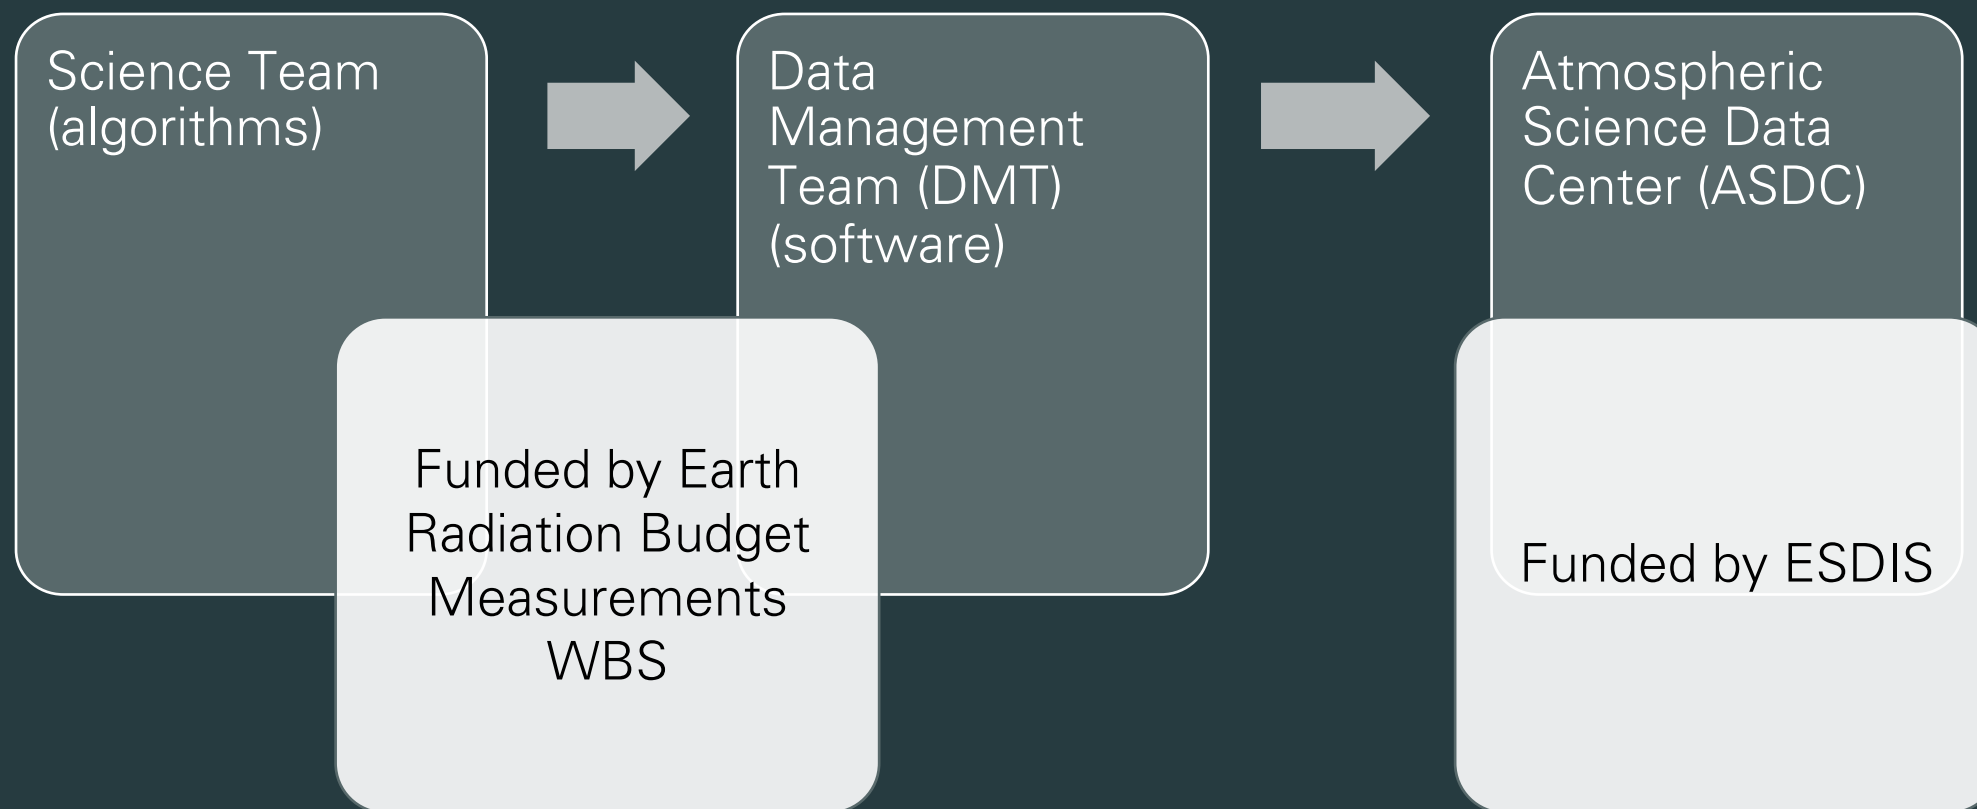 Science Team
(algorithms)
Data
Management
Team (DMT)
(software)
Atmospheric
Science Data
Center (ASDC)
Funded by Earth
Radiation Budget
Measurements
WBS
Funded by ESDIS